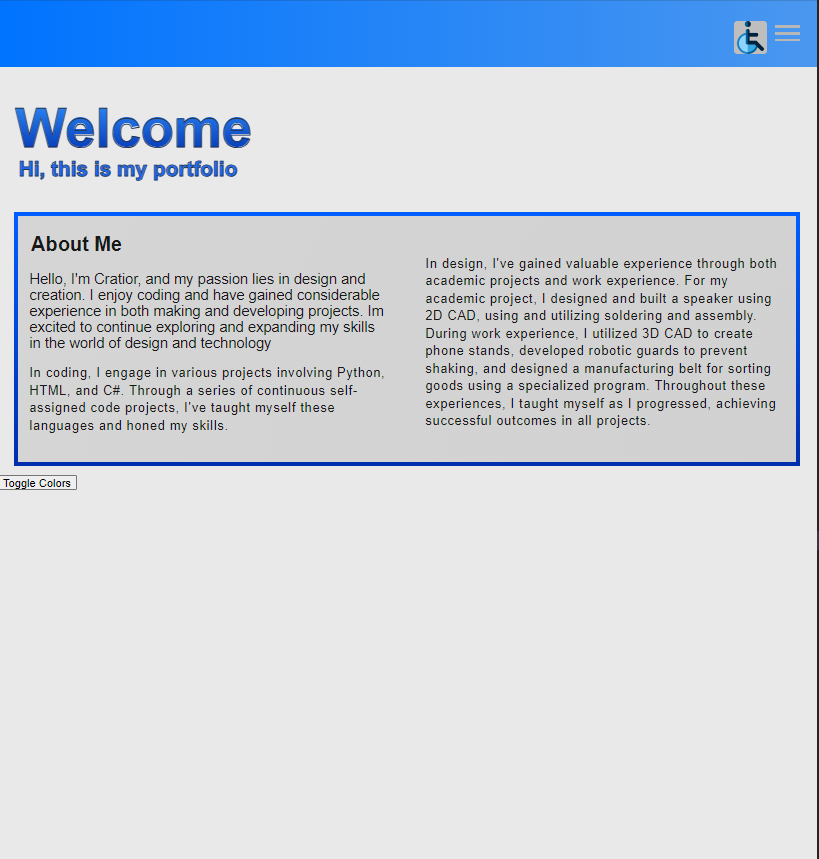 Welcome
Hi, this is my portfolio
About Me
Hello, I'm Cratior, and my passion lies in design and
creation. I enjoy coding and have gained considerable
experience in both making and developing projects. Im
excited to continue exploring and expanding my skills
in the world of design and technology
In coding, I engage in various projects involving Python,
HTML, and C#. Through a series of continuous self-
assigned code projects, I've taught myself these
languages and honed my skills.
In design, I've gained valuable experience through both
academic projects and work experience. For my
academic project, I designed and built a speaker using
2D CAD, using and utilizing soldering and assembly.
During work experience, I utilized 3D CAD to create
phone stands, developed robotic guards to prevent
shaking, and designed a manufacturing belt for sorting
goods using a specialized program. Throughout these
experiences, I taught myself as I progressed, achieving
successful outcomes in all projects.
Toggle Colors